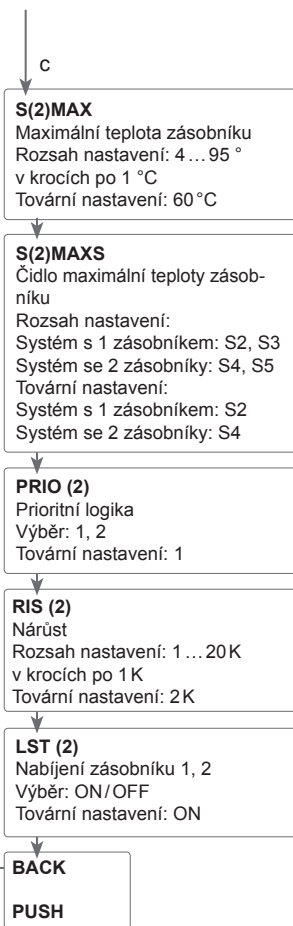 c
S(2)MAX
Maximální teplota zásobníku
Rozsah nastavení: 4 … 95 °
v krocích po 1 °C
Tovární nastavení: 60 °C
S(2)MAXS
Čidlo maximální teploty zásob-
níku
Rozsah nastavení:
Systém s 1 zásobníkem: S2, S3
Systém se 2 zásobníky: S4, S5
Tovární nastavení:
Systém s 1 zásobníkem: S2
Systém se 2 zásobníky: S4
PRIO (2)
Prioritní logika
Výběr: 1, 2
Tovární nastavení: 1
RIS (2)
Nárůst
Rozsah nastavení: 1 … 20 K
v krocích po 1 K
Tovární nastavení: 2 K
LST (2)
Nabíjení zásobníku 1, 2
Výběr: ON / OFF
Tovární nastavení: ON
BACK
PUSH